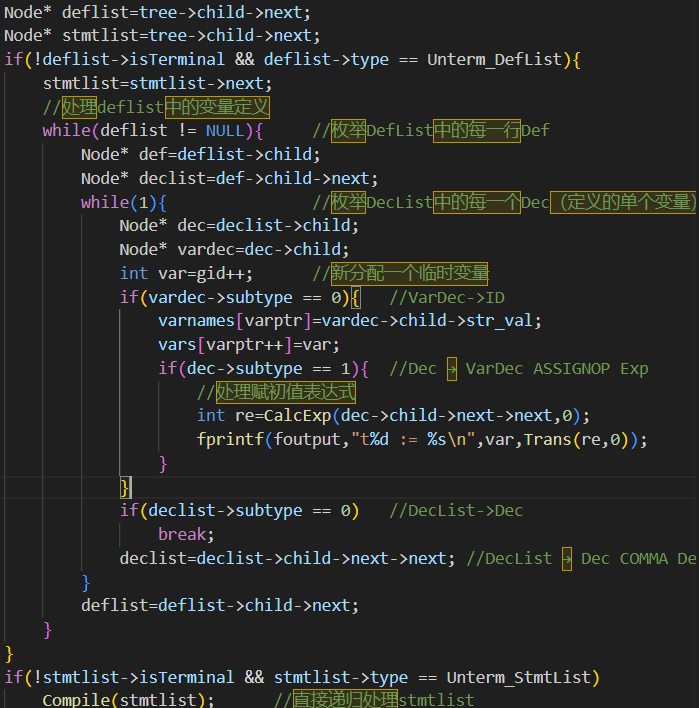 Node* deflist=tree->child->next;
Node* stmtlist=tree->child->next;
if(!deflist->isTerminal && deflist->type == Unterm_DefList){
    stmtlist=stmtlist->next;
    //处理deflist中的变量定义
    while(deflist != NULL){     //枚举DefList中的每一行Def
        Node* def=deflist->child;
        Node* declist=def->child->next;
        while(1){               //枚举DecList中的每一个Dec（定义的单个变量）
            Node* dec=declist->child;
            Node* vardec=dec->child;
            int var=gid++;      //新分配一个临时变量
            if(vardec->subtype == 0){   //VarDec->ID
                varnames[varptr]=vardec->child->str_val;
                vars[varptr++]=var;
                if(dec->subtype == 1){  //Dec → VarDec ASSIGNOP Exp
                    //处理赋初值表达式
                    int re=CalcExp(dec->child->next->next,0);
                    fprintf(foutput,"t%d := %s\n",var,Trans(re,0));
                }
            }
            if(declist->subtype == 0)   //DecList->Dec
                break;
            declist=declist->child->next->next; //DecList → Dec COMMA De
        }
        deflist=deflist->child->next;
    }
}
if(!stmtlist->isTerminal && stmtlist->type == Unterm_StmtList)
    Compile(stmtlist);      //直接递归处理stmtlist